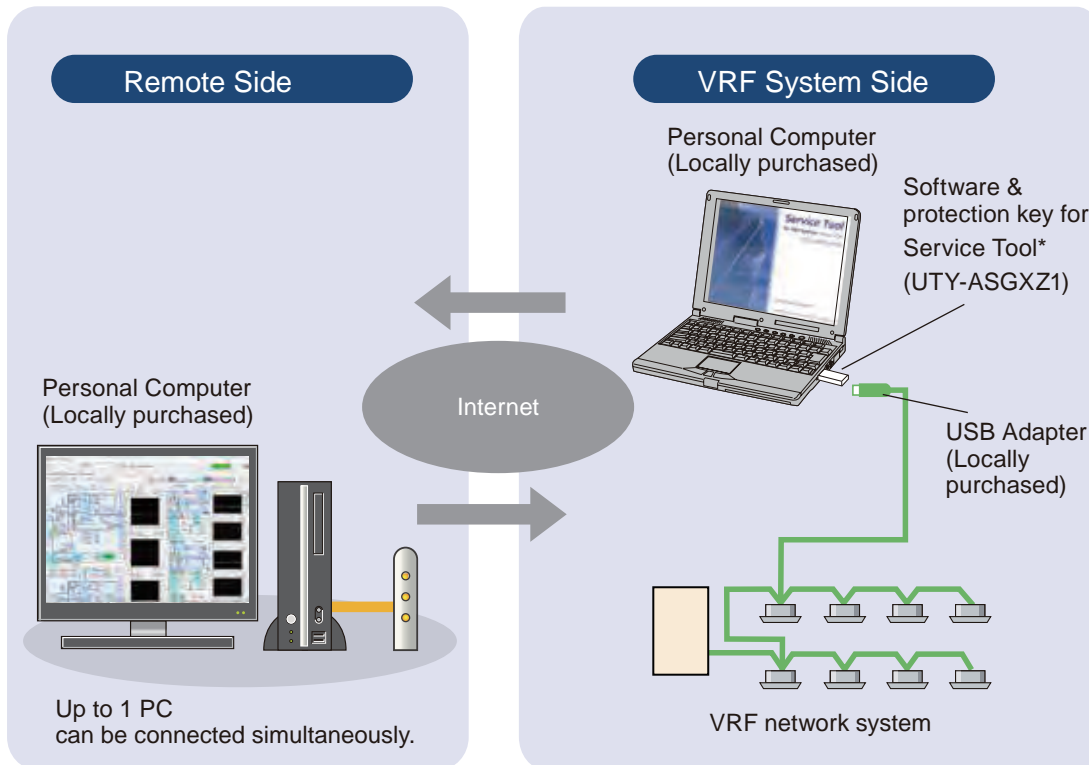 Remote Side
Personal Computer
(Locally purchased)
Up to 1 PC
can be connected simultaneously.
Internet
VRF System Side
Personal Computer
(Locally purchased)
Service Tool
Software &
protection key for
Service Tool*
(UTY-ASGXZ1)
USB Adapter
(Locally
purchased)
VRF network system